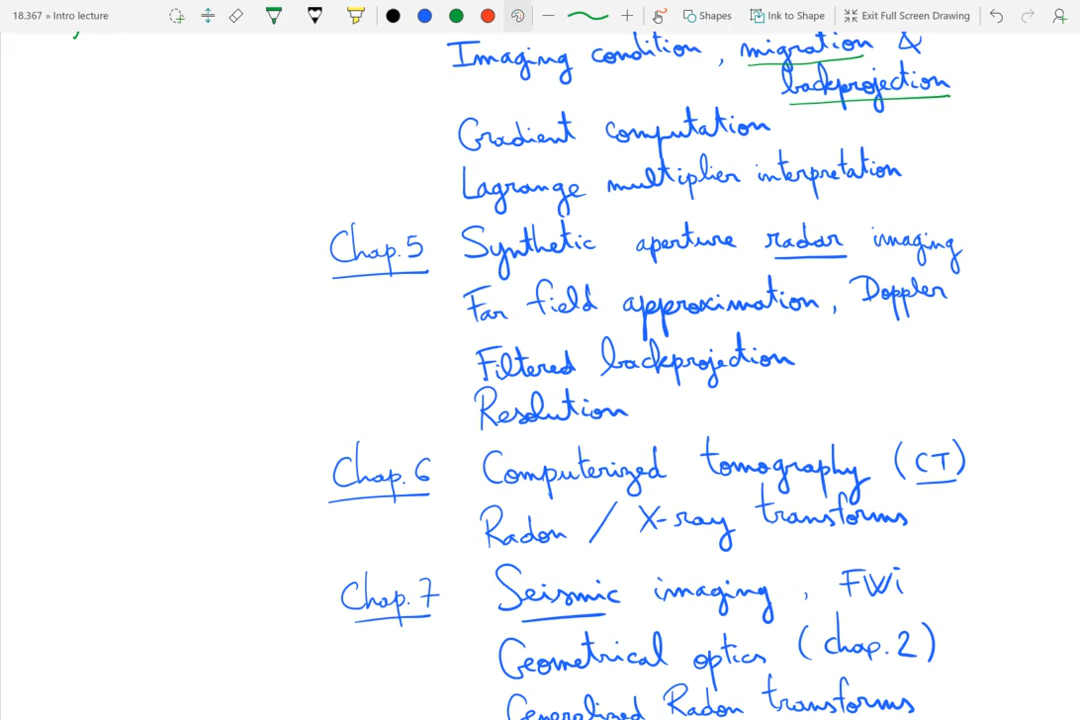 18.367 » Intro lecture
Shapes
Ink to Shape
Exit Full Screen Drawing
Imaging condition, migration &
backprojection
Gradient computation
Lagrange multiplier interpretation
Chap. 5 Synthetic aperture radar imaging
Far field approximation, Doppler
Filtered backprojection
Resolution
Chap. 6 Computerized tomography (CT)
Radon / X-ray transforms
Chap. 7 Seismic imaging, FWi
Geometrical optics (chap. 2)
Generalized Radon transforms